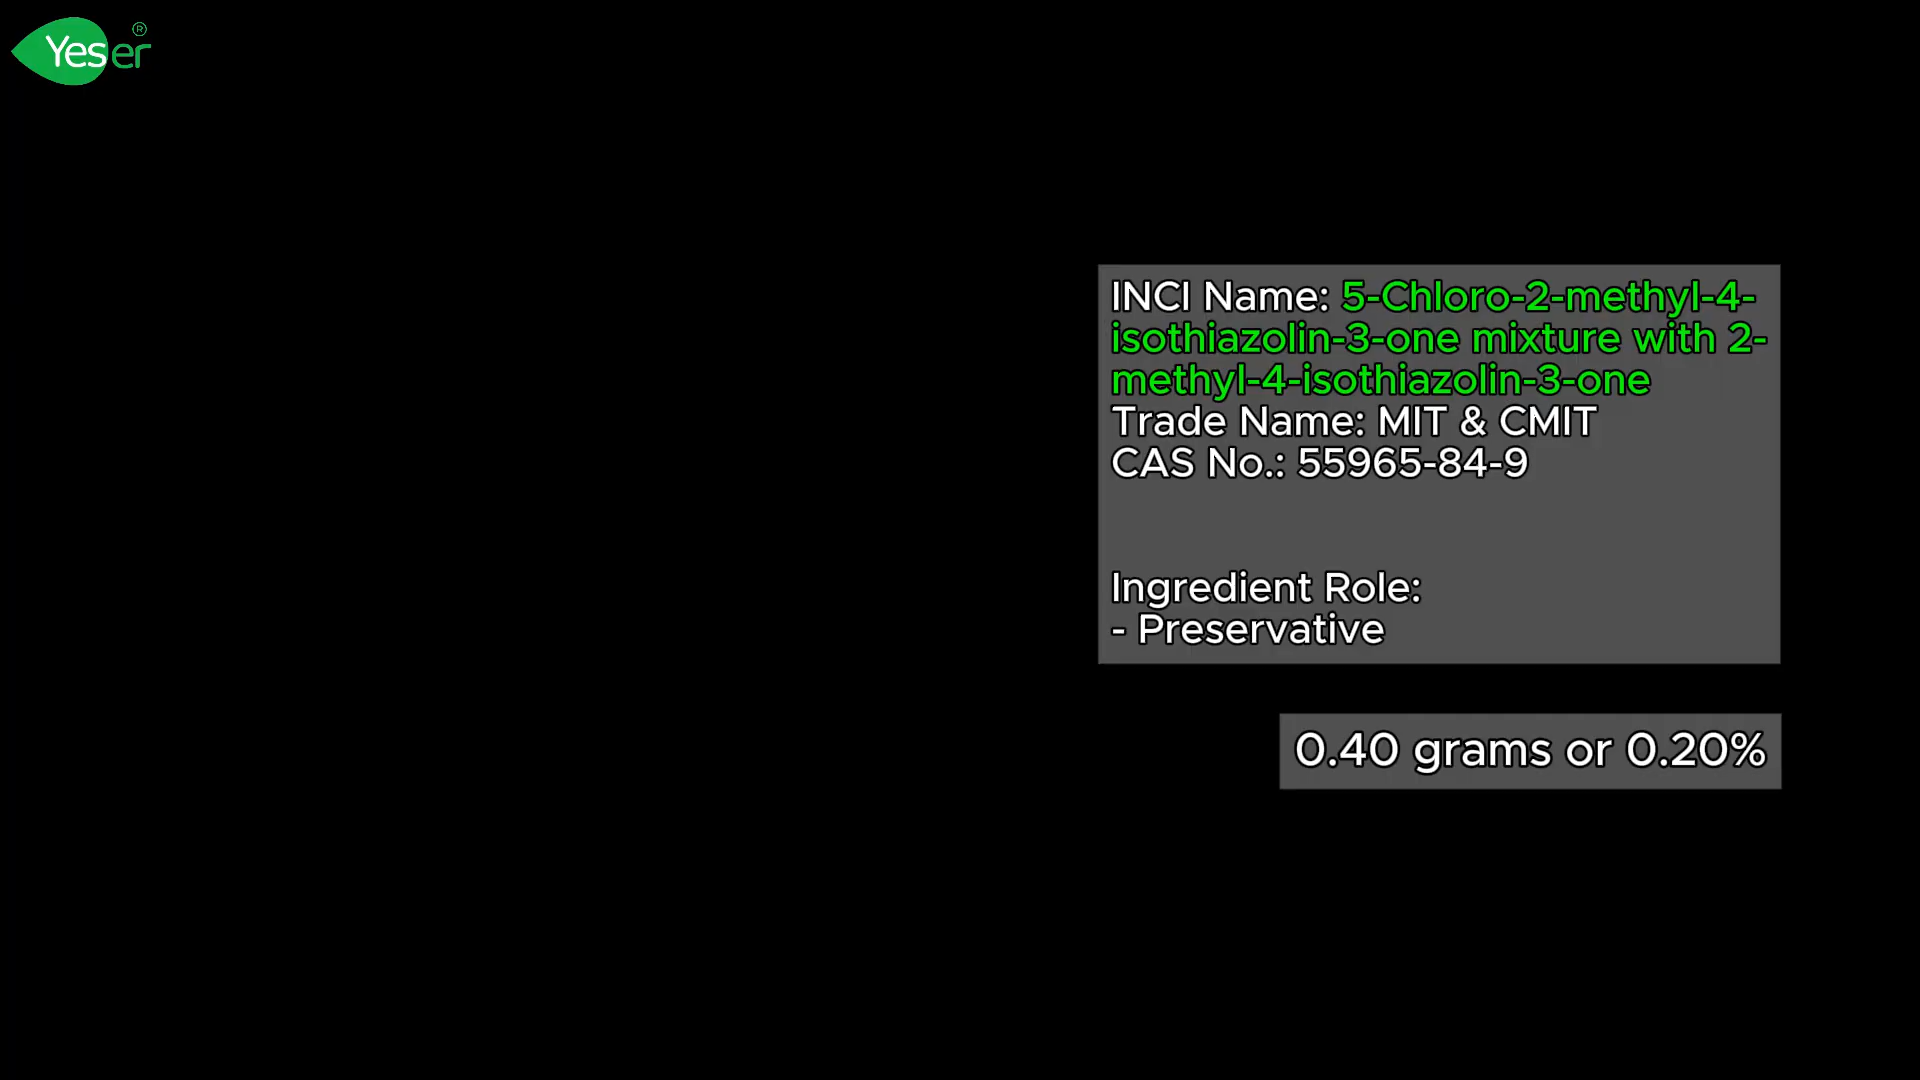 Yeser®
INCI Name: 5-Chloro-2-methyl-4-
isothiazolin-3-one mixture with 2-
methyl-4-isothiazolin-3-one
Trade Name: MIT & CMIT
CAS No.: 55965-84-9
Ingredient Role:
- Preservative
0.40 grams or 0.20%